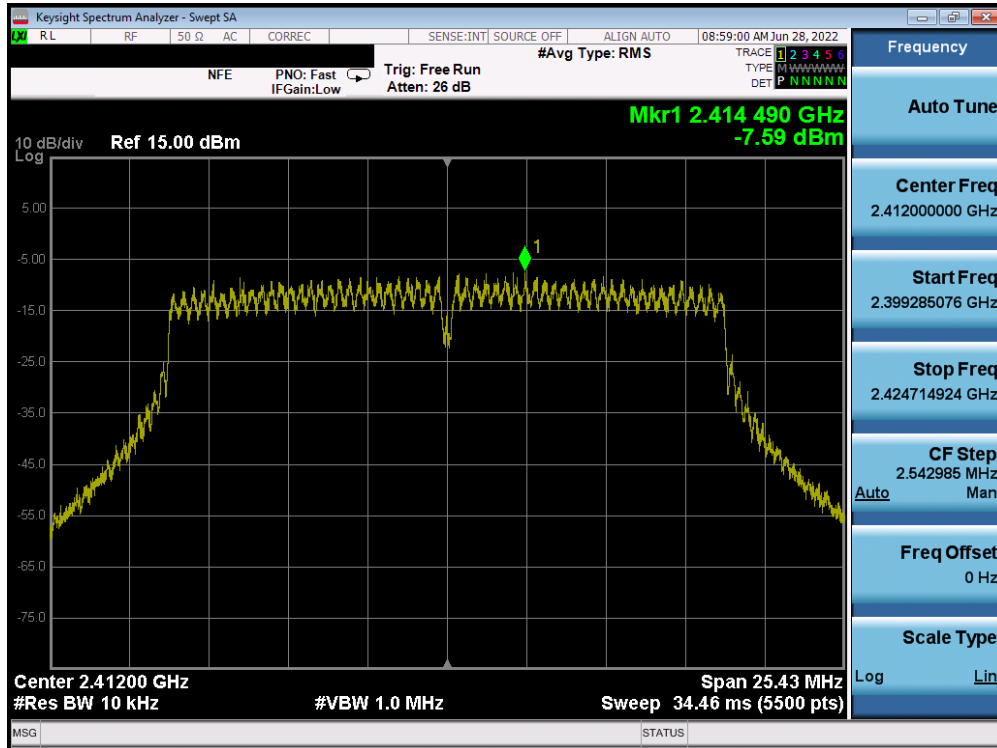 Keysight Spectrum Analyzer - Swept SA
LXI RL RF 50 Ω AC CORREC SENSE:INT SOURCE OFF ALIGN AUTO 08:59:00 AM Jun 28, 2022
#Avg Type: RMS TRACE 1 2 3 4 5 6
NFE PNO: Fast Trig: Free Run TYPE M WWWWW
IFGain:Low Atten: 26 dB DET P N N N N N
Mkr1 2.414 490 GHz
-7.59 dBm
10 dB/div Ref 15.00 dBm
Log
5.00
-5.00
1
-15.0
-25.0
-35.0
-45.0
-55.0
-65.0
-75.0
Center 2.41200 GHz Span 25.43 MHz
#Res BW 10 kHz #VBW 1.0 MHz Sweep 34.46 ms (5500 pts)
MSG STATUS
Frequency
Auto Tune
Center Freq
2.412000000 GHz
Start Freq
2.399285076 GHz
Stop Freq
2.424714924 GHz
CF Step
2.542985 MHz
Auto Man
Freq Offset
0 Hz
Scale Type
Log Lin